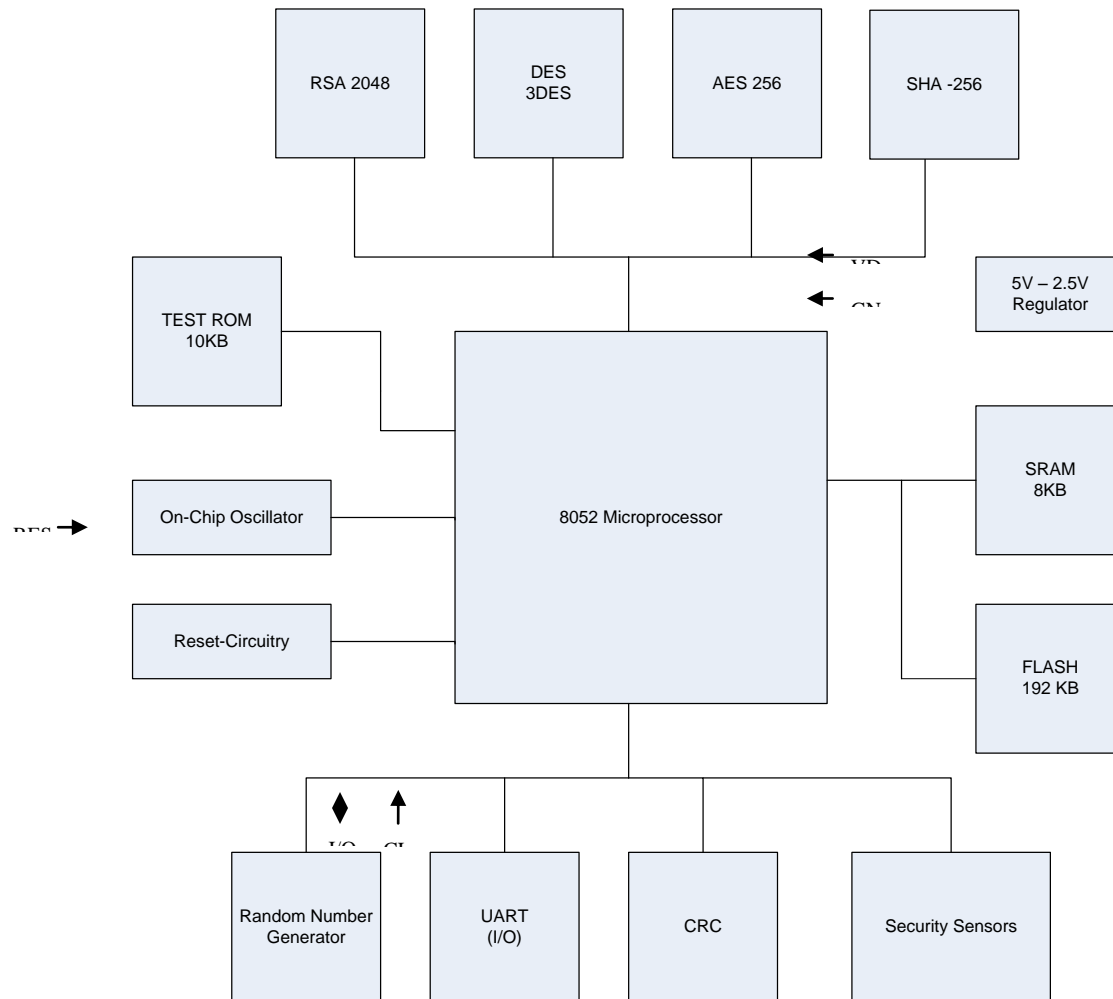 RSA 2048
DES
3DES
AES 256
SHA -256
5V – 2.5V
Regulator
TEST ROM
10KB
SRAM
8KB
On-Chip Oscillator
8052 Microprocessor
Reset-Circuitry
FLASH
192 KB
I/O
Random Number
Generator
UART
(I/O)
CRC
Security Sensors